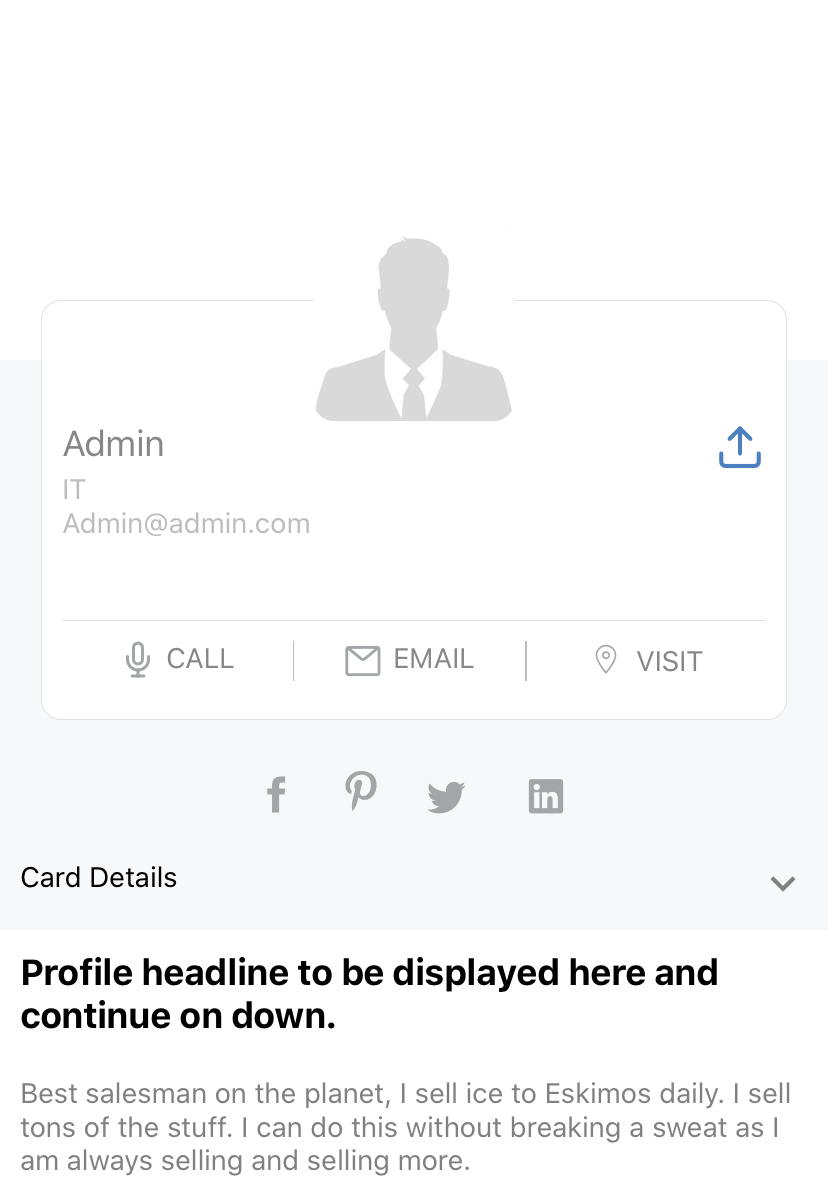 Admin
IT
Admin@admin.com
CALL
EMAIL
VISIT
Card Details
Profile headline to be displayed here and
continue on down.
Best salesman on the planet, I sell ice to Eskimos daily. I sell
tons of the stuff. I can do this without breaking a sweat as I
am always selling and selling more.